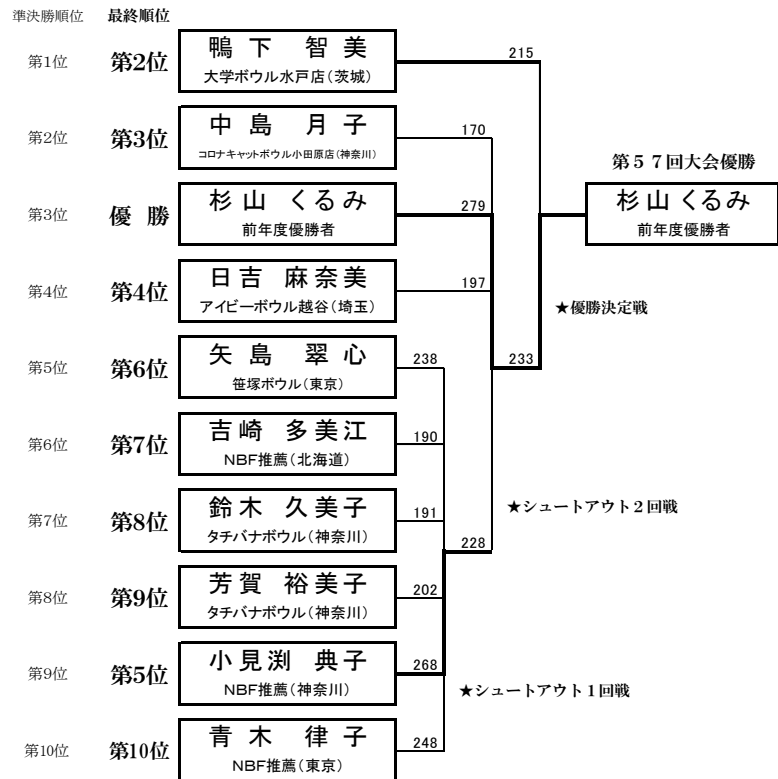 準決勝順位 最終順位
第1位 第2位 鴨下 智美 215
大学ボウル水戸店(茨城)
第2位 第3位 中島 月子 170
コロナキャットボウル小田原店(神奈川)
第57回大会優勝
第3位 優勝 杉山 くるみ 279 杉山 くるみ
前年度優勝者 前年度優勝者
第4位 第4位 日吉 麻奈美 197
アイビーボウル越谷(埼玉)
★優勝決定戦
第5位 第6位 矢島 翠心 238 233
笹塚ボウル(東京)
第6位 第7位 吉崎 多美江 190
NBF推薦(北海道)
第7位 第8位 鈴木 久美子 191 ★シュートアウト2回戦
タチバナボウル(神奈川)
228
第8位 第9位 芳賀 裕美子 202
タチバナボウル(神奈川)
第9位 第5位 小見渕 典子 268
NBF推薦(神奈川) ★シュートアウト1回戦
第10位 第10位 青木 律子 248
NBF推薦(東京)